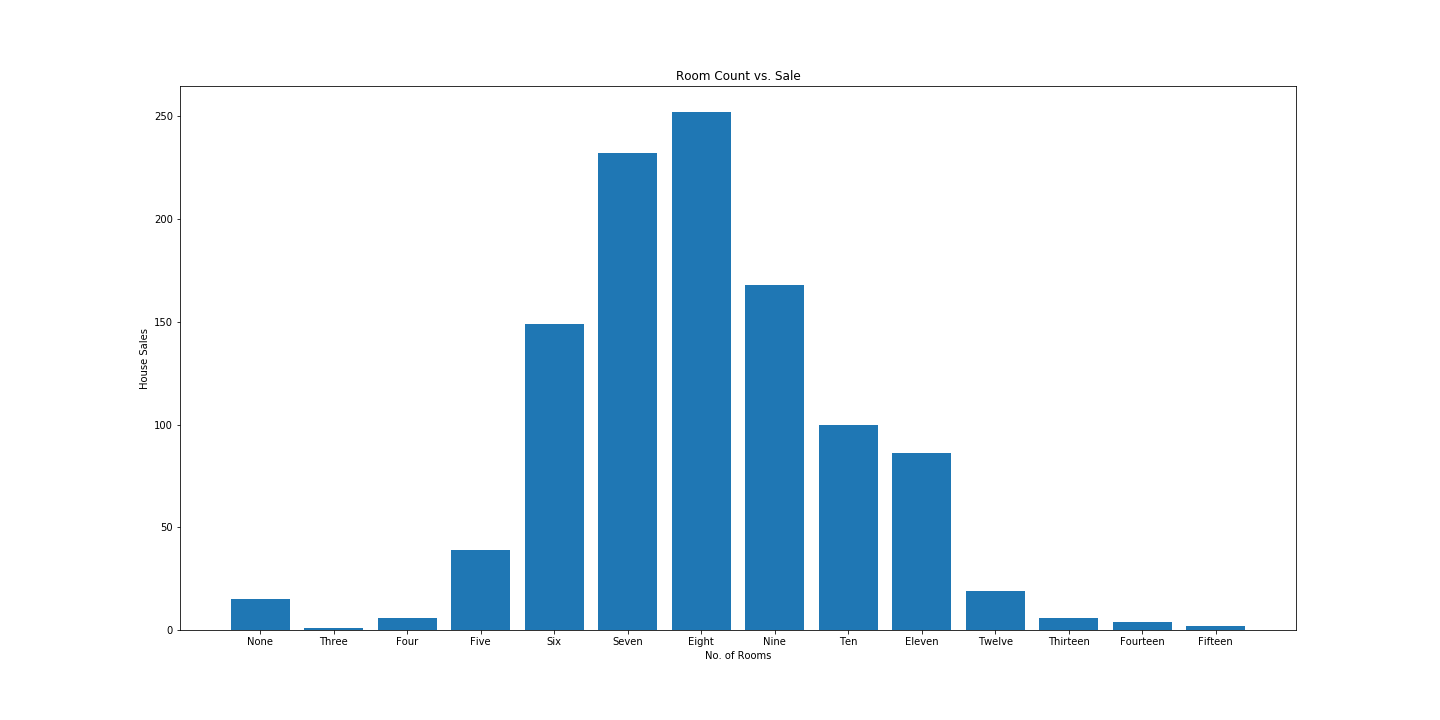 Room Count vs. Sale
250
200
150
100
50
0
House Sales
None Three Four Five Six Seven Eight Nine Ten Eleven Twelve Thirteen Fourteen Fifteen
No. of Rooms